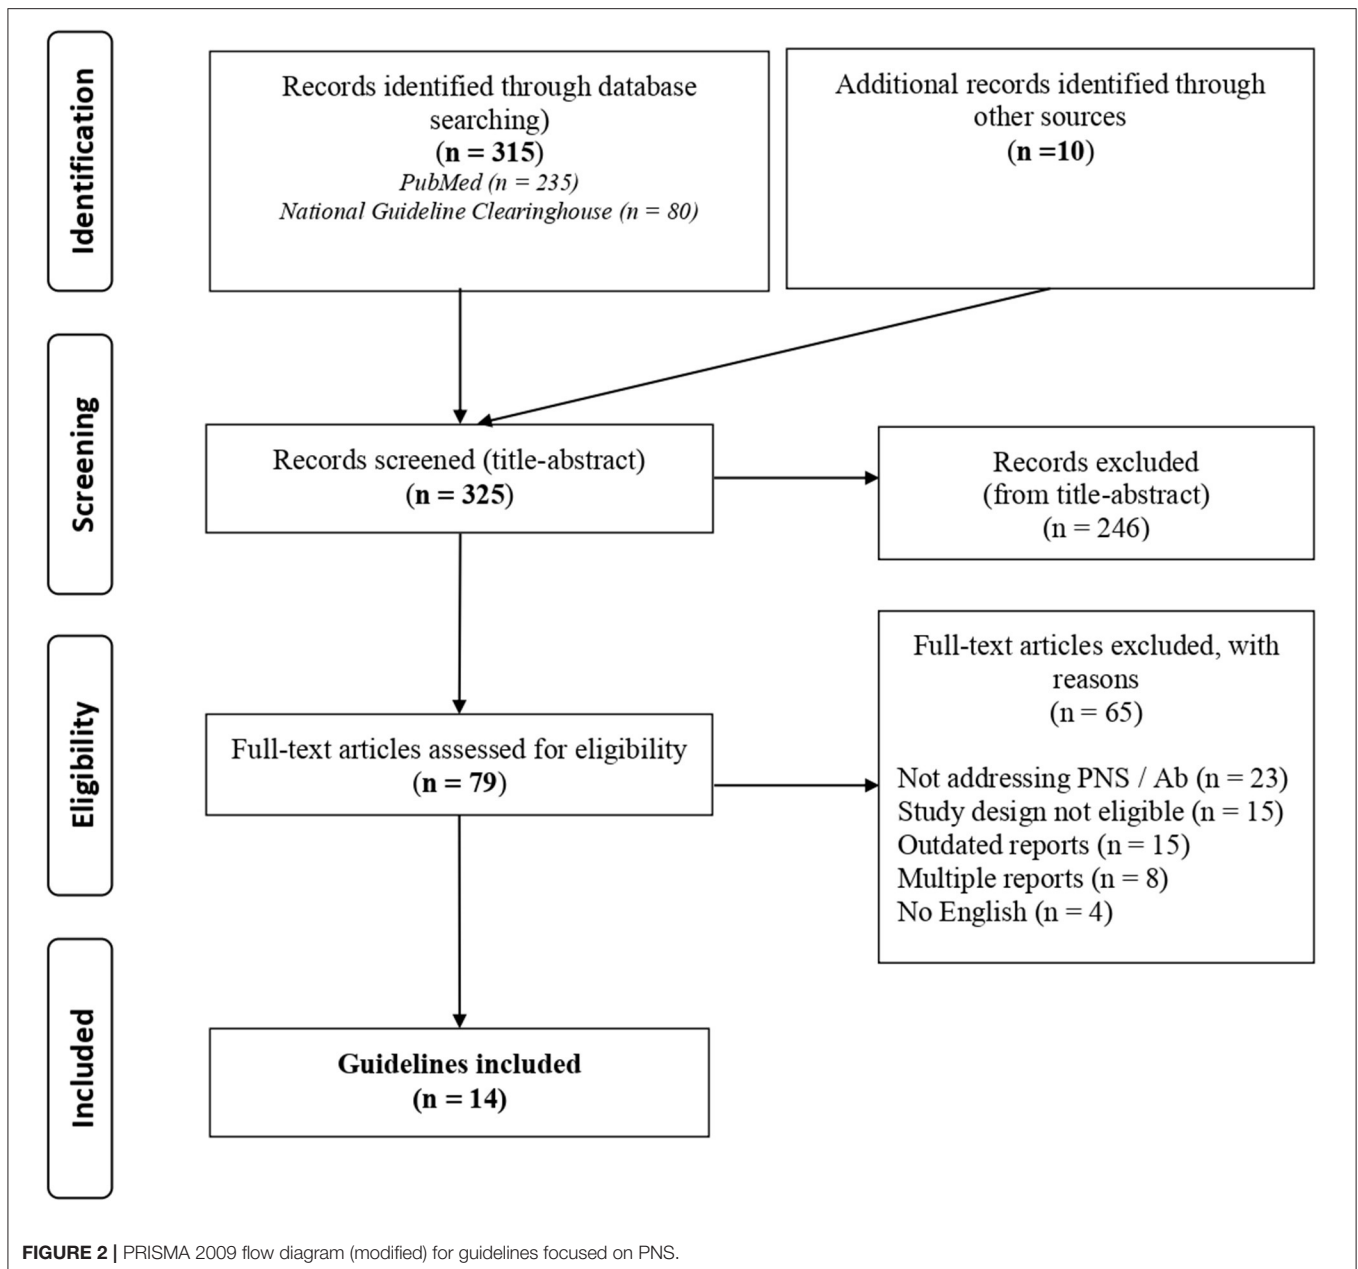 Identification
Records identified through database
searching)
(n = 315)
PubMed (n = 235)
National Guideline Clearinghouse (n = 80)
Additional records identified through
other sources
(n =10)
Screening
Records screened (title-abstract)
(n = 325)
Records excluded
(from title-abstract)
(n = 246)
Eligibility
Full-text articles assessed for eligibility
(n = 79)
Full-text articles excluded, with
reasons
(n = 65)
Not addressing PNS / Ab (n = 23)
Study design not eligible (n = 15)
Outdated reports (n = 15)
Multiple reports (n = 8)
No English (n = 4)
Included
Guidelines included
(n = 14)
FIGURE 2 | PRISMA 2009 flow diagram (modified) for guidelines focused on PNS.